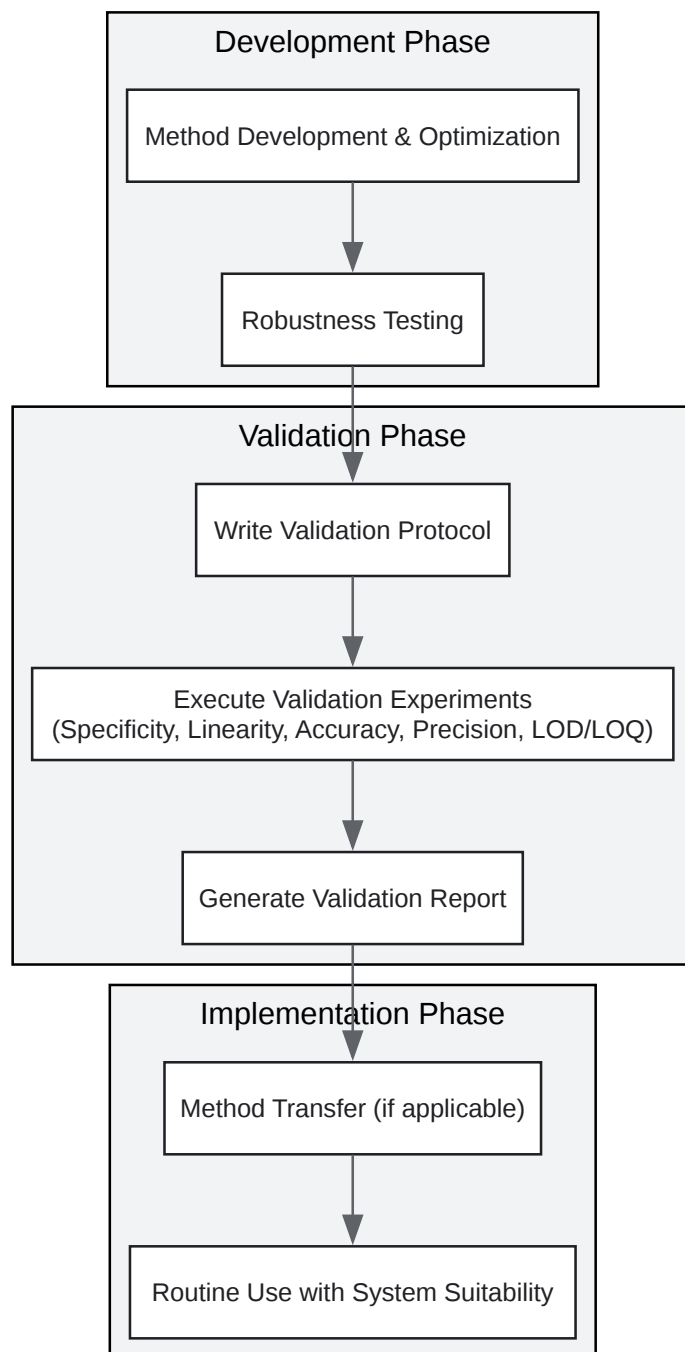 Development Phase
Method Development & Optimization
Robustness Testing
Validation Phase
Write Validation Protocol
Execute Validation Experiments
(Specificity, Linearity, Accuracy, Precision, LOD/LOQ)
Generate Validation Report
Implementation Phase
Method Transfer (if applicable)
Routine Use with System Suitability